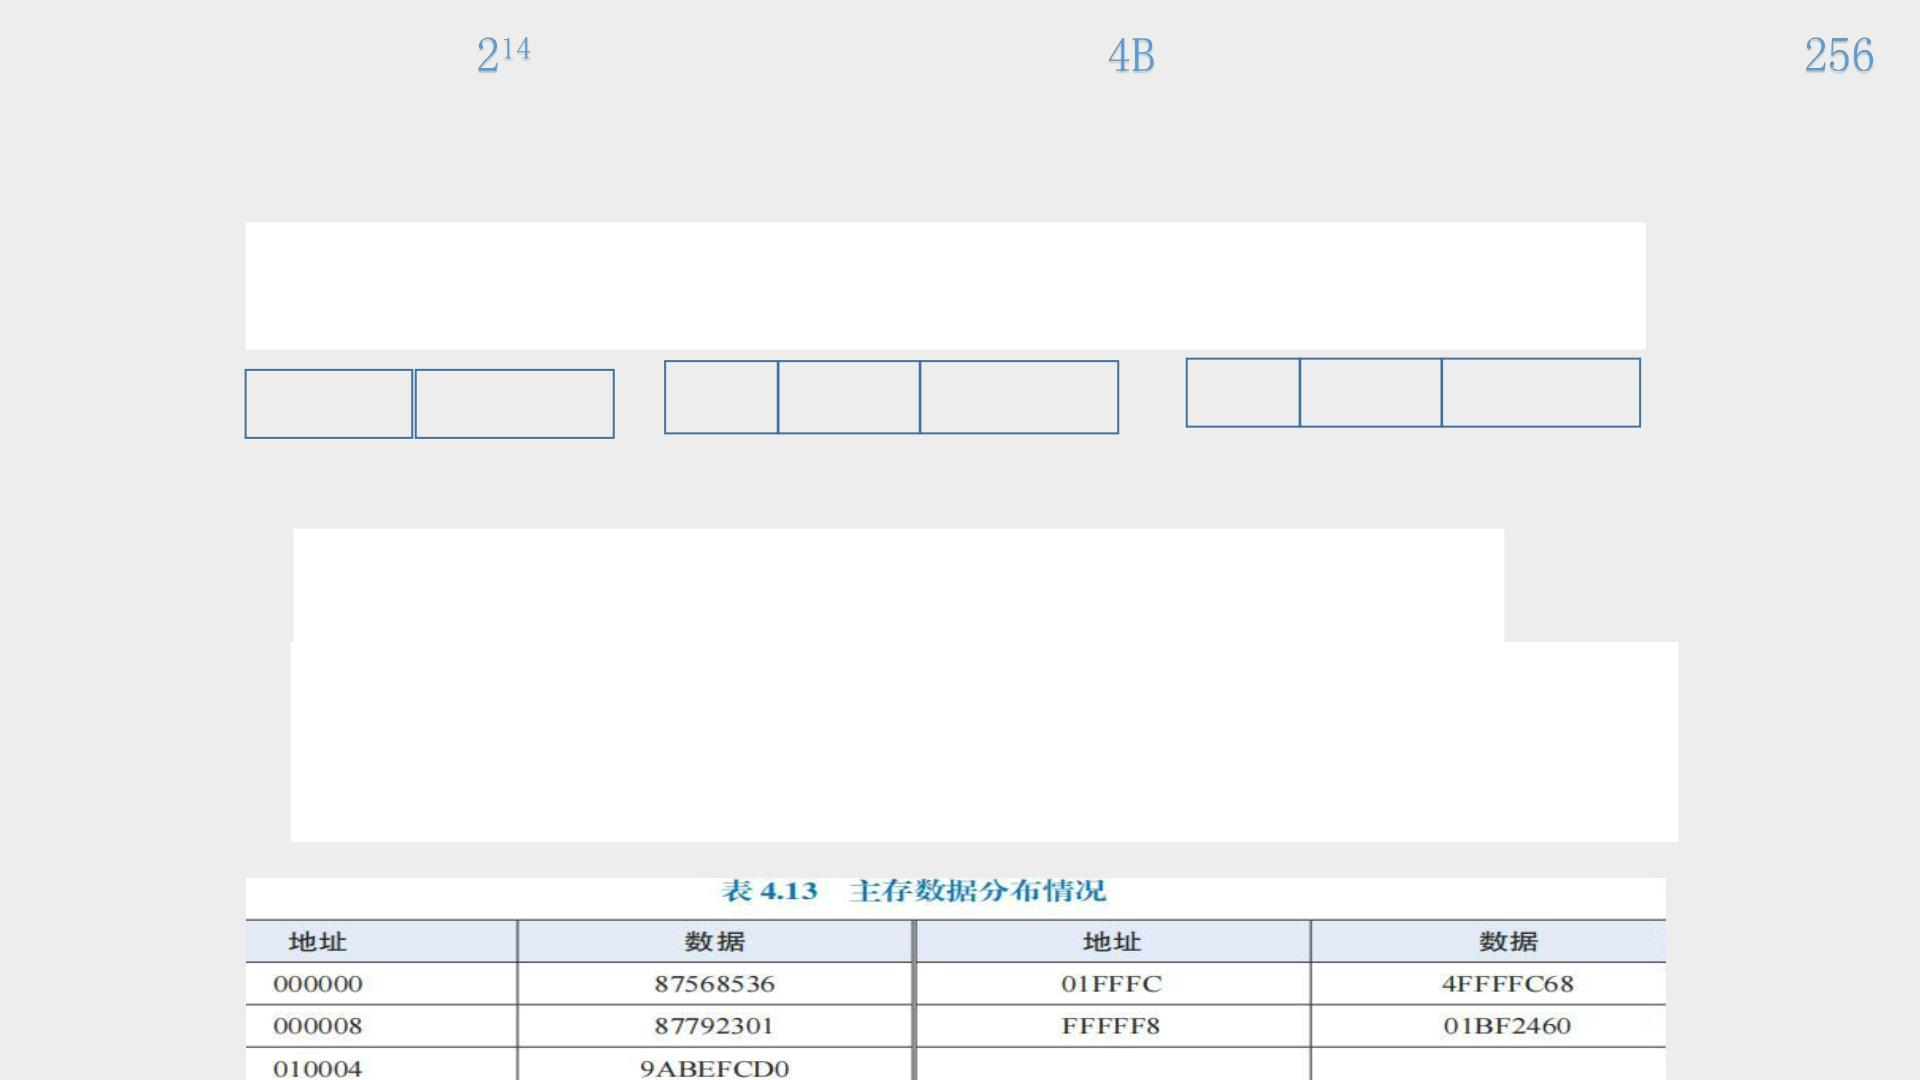 2¹⁴ 4B 256
表 4.13 主存数据分布情况
地址 数据 地址 数据
000000 87568536 01FFFC 4FFFFC68
000008 87792301 FFFFF8 01BF2460
010004 9ABEFCD0